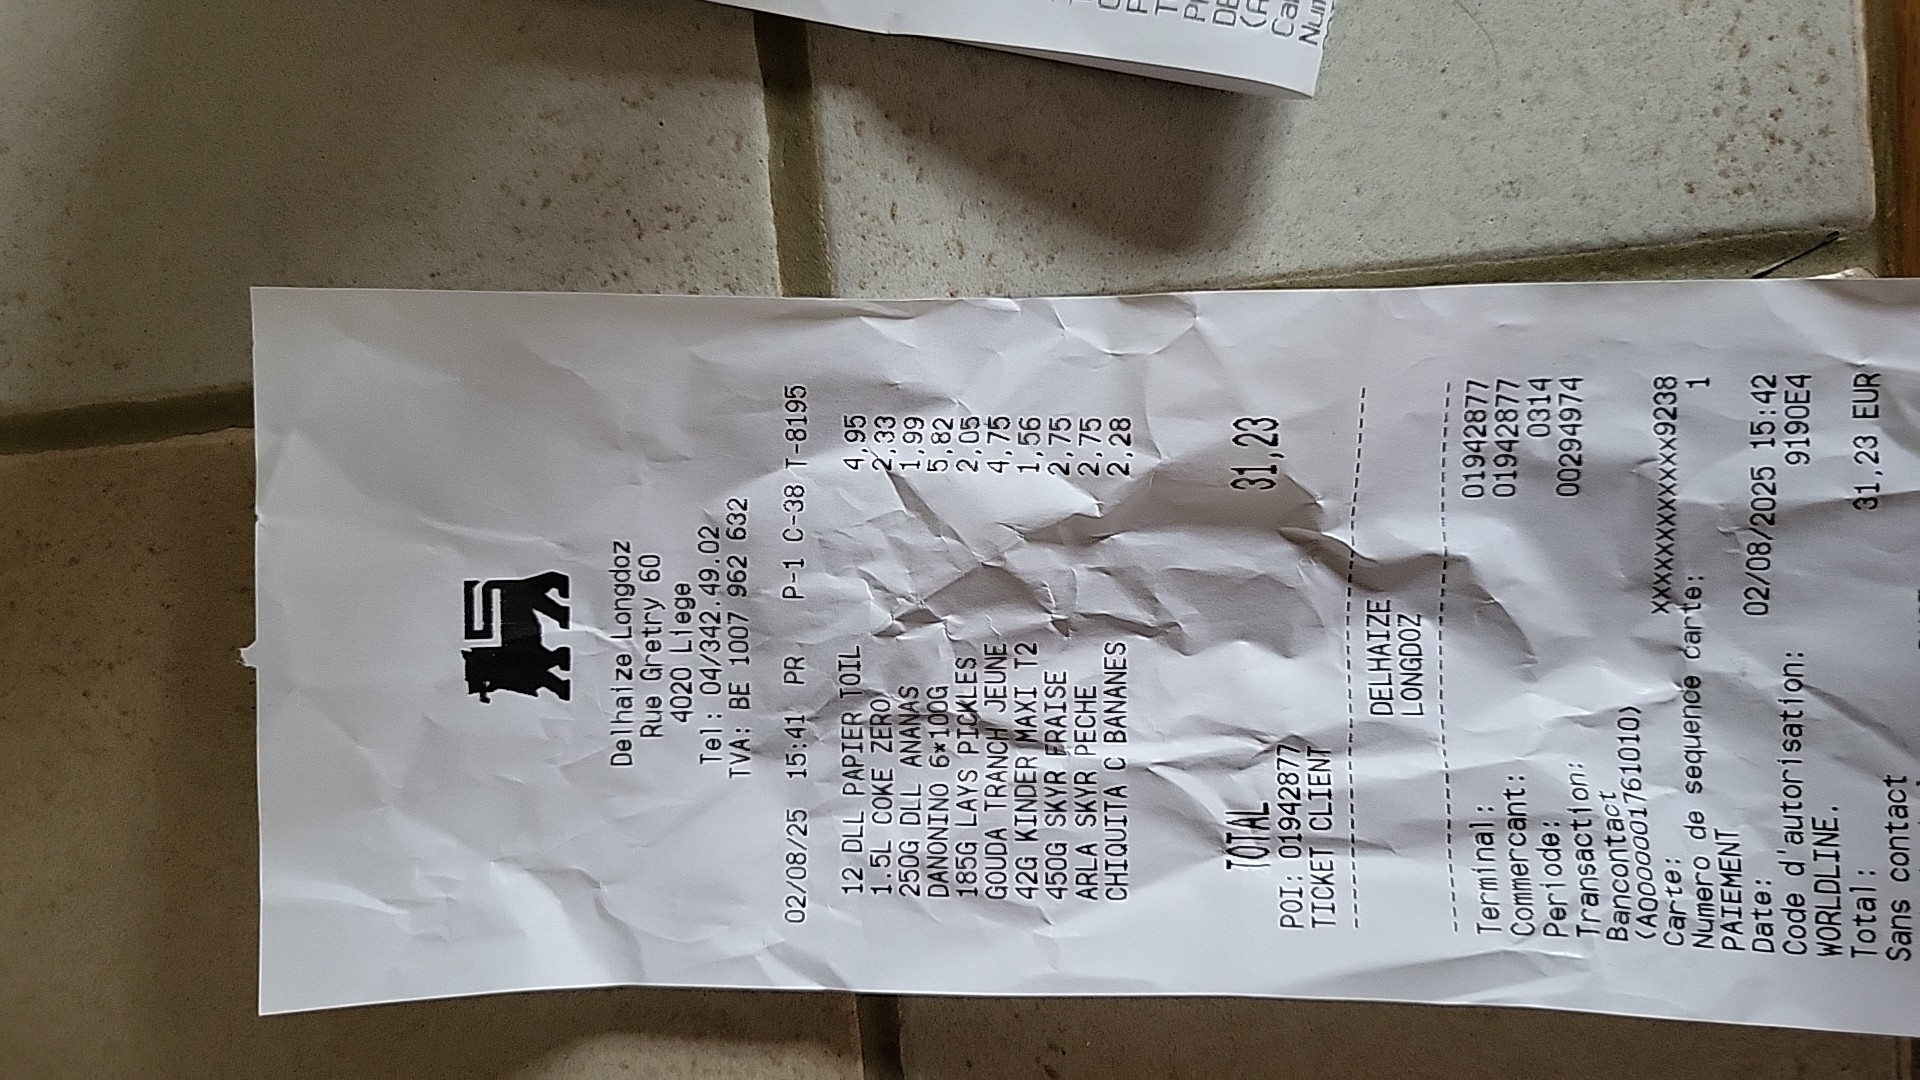 Delhaize Longdoz
Rue Gretry 60
4020 Liege
Tel: 04/342.49.02
TVA: BE 1007 962 632
02/08/25 15:41 PR P-1 C-38 T-8195
12 DLL PAPIER TOIL 4,95
1.5L COKE ZERO 2,33
250G DLL ANANAS 1,99
DANONINO 6*100G 5,82
185G LAYS PICKLES 2,05
GOUDA TRANCH JEUNE 4,75
42G KINDER MAXI T2 1,56
450G SKYR FRAISE 2,75
ARLA SKYR PECHE 2,75
CHIQUITA C BANANES 2,28
TOTAL 31,23
POI: 01942877
TICKET CLIENT
DELHAIZE
LONGDOZ
Terminal: 01942877
Commercant: 01942877
Periode: 0314
Transaction: 00294974
Bancontact
(A0000001761010)
Carte: xxxxxxxxxxxxxxx9238
Numero de sequence carte: 1
PAIEMENT
Date: 02/08/2025 15:42
Code d'autorisation: 9190E4
WORLDLINE.
Total: 31,23 EUR
Sans contact